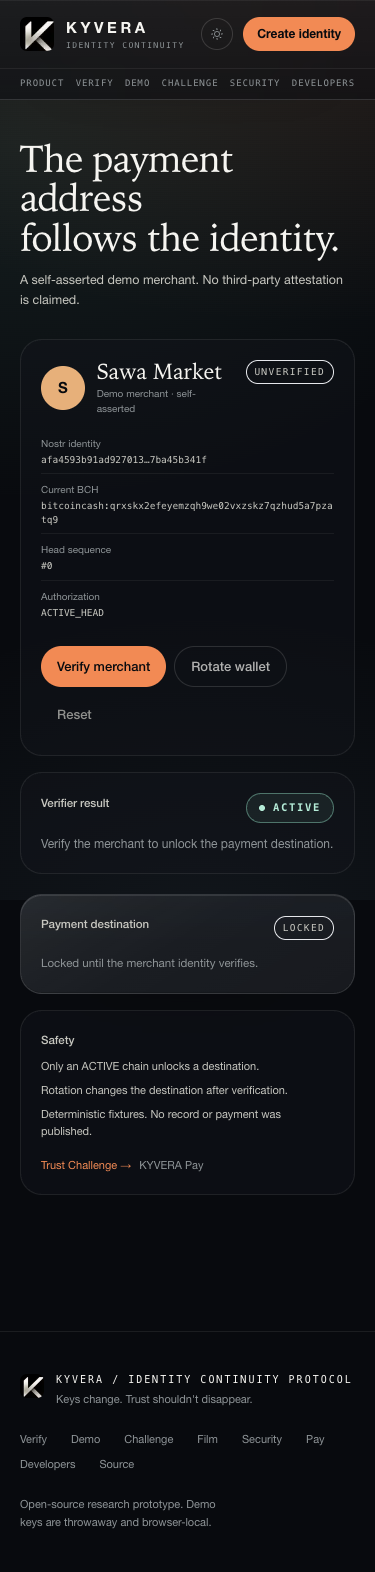 KYVERA
IDENTITY CONTINUITY
Create identity
PRODUCT VERIFY DEMO CHALLENGE SECURITY DEVELOPERS
The payment
address
follows the identity.
A self-asserted demo merchant. No third-party attestation
is claimed.
S
Sawa Market
UNVERIFIED
Demo merchant · self-
asserted
Nostr identity
afa4593b91ad927013…7ba45b341f
Current BCH
bitcoincash:qrxskx2efeyemzqh9we02vxzskz7qzhud5a7pza
tq9
Head sequence
#0
Authorization
ACTIVE_HEAD
Verify merchant
Rotate wallet
Reset
Verifier result
ACTIVE
Verify the merchant to unlock the payment destination.
Payment destination
LOCKED
Locked until the merchant identity verifies.
Safety
Only an ACTIVE chain unlocks a destination.
Rotation changes the destination after verification.
Deterministic fixtures. No record or payment was
published.
Trust Challenge → KYVERA Pay
KYVERA / IDENTITY CONTINUITY PROTOCOL
Keys change. Trust shouldn't disappear.
Verify Demo Challenge Film Security Pay
Developers Source
Open-source research prototype. Demo
keys are throwaway and browser-local.